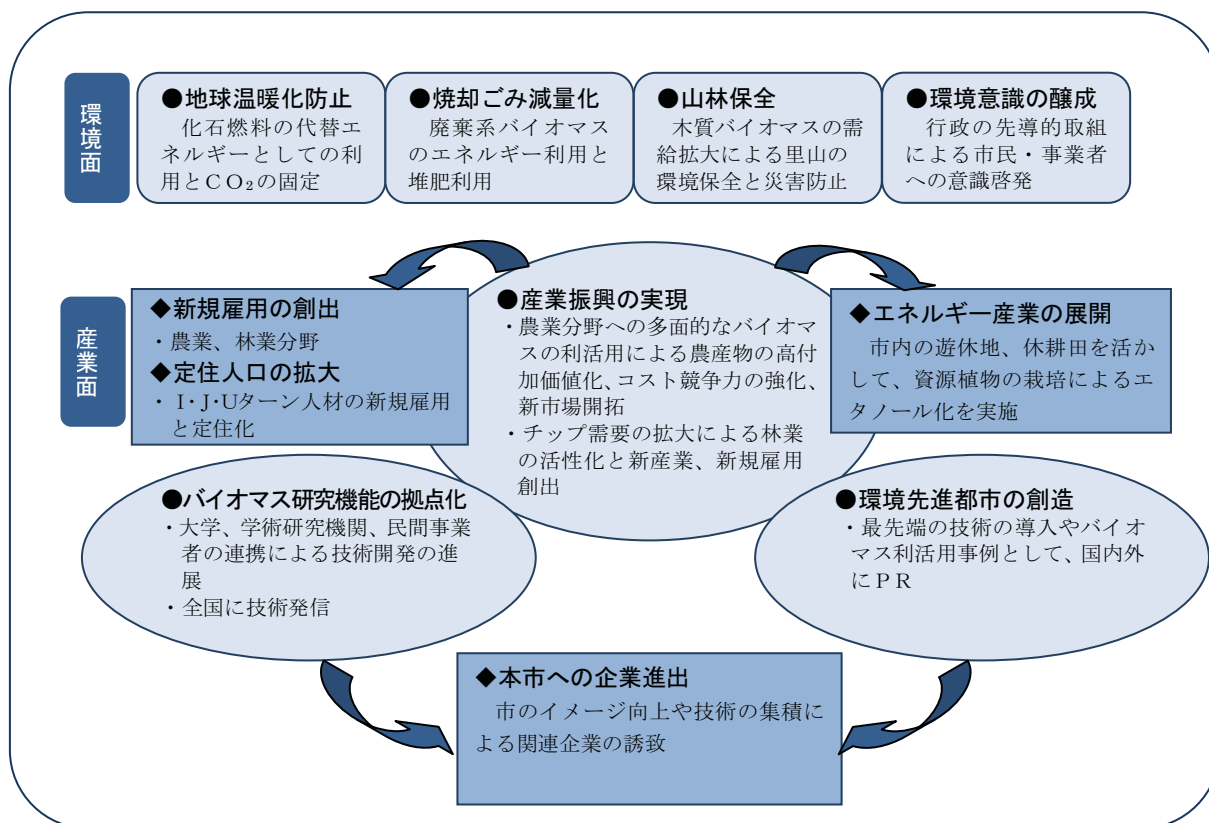 環境面
●地球温暖化防止
化石燃料の代替エ
ネルギーとしての利
用とＣＯ₂の固定
●焼却ごみ減量化
廃棄系バイオマス
のエネルギー利用と
堆肥利用
●山林保全
木質バイオマスの需
給拡大による里山の
環境保全と災害防止
●環境意識の醸成
行政の先導的取組
による市民・事業者
への意識啓発
産業面
◆新規雇用の創出
・農業、林業分野
◆定住人口の拡大
・Ｉ・Ｊ・Ｕターン人材の新規雇用
と定住化
●産業振興の実現
・農業分野への多面的なバイオマ
スの利活用による農産物の高付
加価値化、コスト競争力の強化、
新市場開拓
・チップ需要の拡大による林業
の活性化と新産業、新規雇用
創出
◆エネルギー産業の展開
市内の遊休地、休耕田を活か
して、資源植物の栽培によるエ
タノール化を実施
●バイオマス研究機能の拠点化
・大学、学術研究機関、民間事業
者の連携による技術開発の進
展
・全国に技術発信
●環境先進都市の創造
・最先端の技術の導入やバイオ
マス利活用事例として、国内外
にＰＲ
◆本市への企業進出
市のイメージ向上や技術の集積に
よる関連企業の誘致